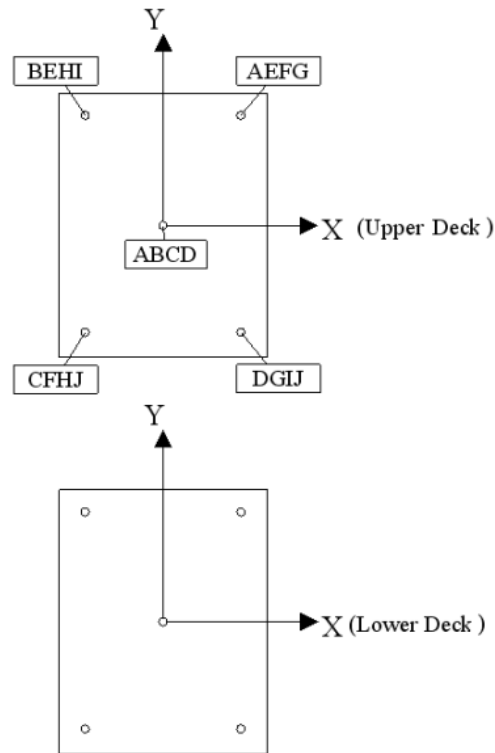 Y
BEHI AEFG
X (Upper Deck )
ABCD
CFHJ DGIJ
Y
X (Lower Deck )